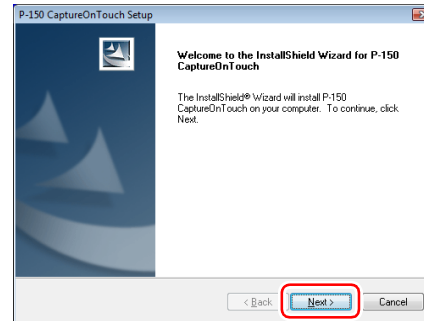 P-150 CaptureOnTouch Setup
Welcome to the InstallShield Wizard for P-150
CaptureOnTouch
The InstallShield® Wizard will install P-150
CaptureOnTouch on your computer. To continue, click
Next.
< Back Next > Cancel